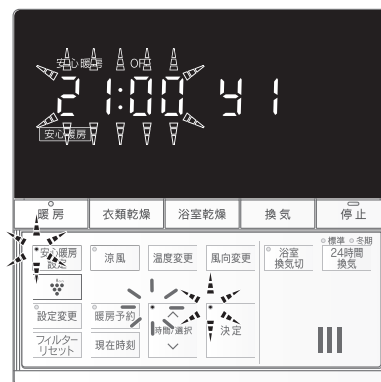 安心暖房 OFF
21:00 y1
安心暖房
暖房
衣類乾燥
浴室乾燥
換気
停止
安心暖房
設定
涼風
温度変更
風向変更
浴室
換気切
標準 冬期
24時間
換気
設定変更
暖房予約
時間/選択
決定
フィルター
リセット
現在時刻